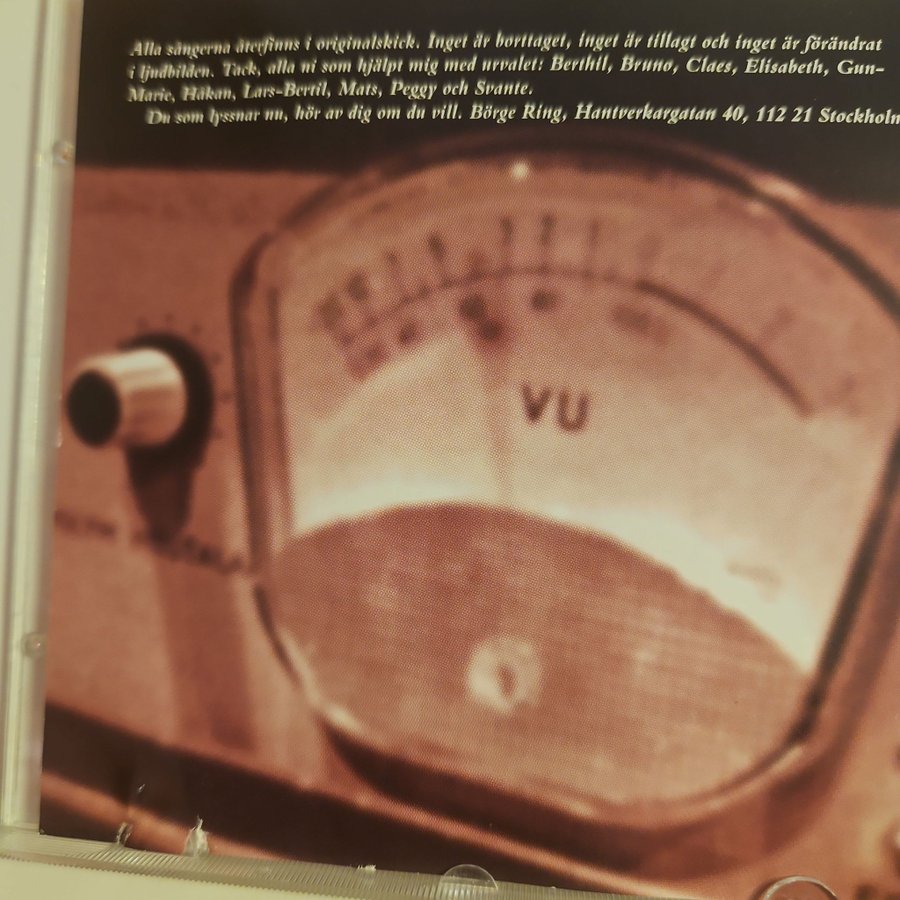 Alla sångerna återfinns i originalskick. Inget är borttaget, inget är tillagt och inget är förändrat
i ljudbilden. Tack, alla ni som hjälpt mig med urvalet: Berthil, Bruno, Claes, Elisabeth, Gun-
Marie, Håkan, Lars-Bertil, Mats, Peggy och Svante.
Du som lyssnar nu, hör av dig om du vill. Börge Ring, Hantverkargatan 40, 112 21 Stockholm
VU